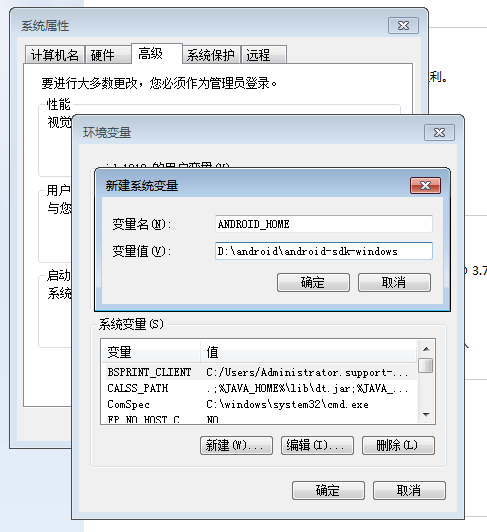 系统属性
计算机名
硬件
高级
系统保护
远程
要进行大多数更改，您必须作为管理员登录。
利。
性能
视觉
环境变量
的用户变量(U)
新建系统变量
变量名(N):
ANDROID_HOME
变量值(V):
D:\android\android-sdk-windows
确定
取消
用户
与您
3.7
启动
系统
系统变量(S)
变量
值
BSPRINT_CLIENT
C:/Users/Administrator.support-...
CALSS_PATH
.;%JAVA_HOME%\lib\dt.jar;%JAVA_...
ComSpec
C:\windows\system32\cmd.exe
FP_NO_HOST_C
NO
新建(W)...
编辑(I)...
删除(L)
确定
取消